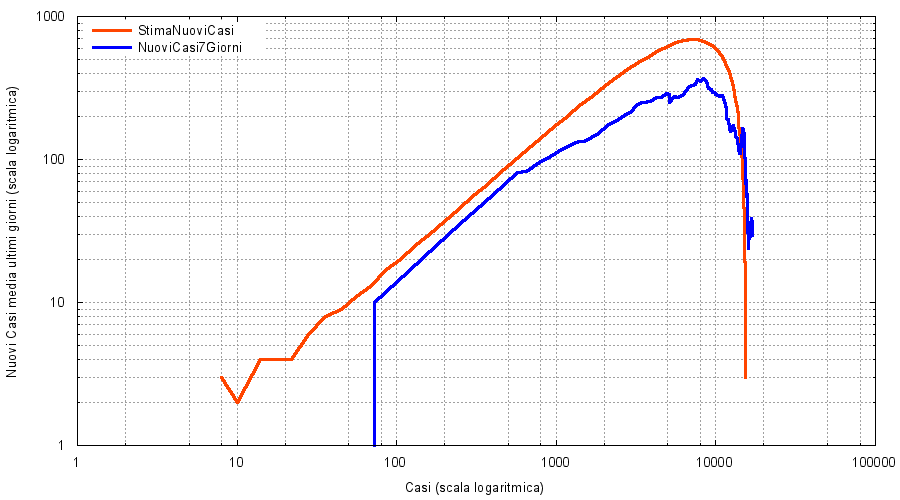 1000
StimaNuoviCasi
NuoviCasi7Giorni
100
10
1
Nuovi Casi media ultimi giorni (scala logaritmica)
1 10 100 1000 10000 100000
Casi (scala logaritmica)